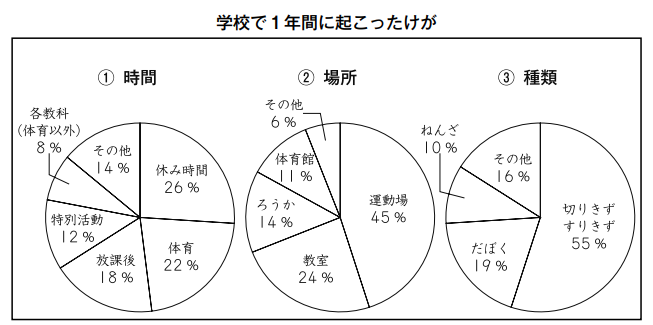 学校で1年間に起こったけが
① 時間
各教科
(体育以外)
8%
その他
14%
休み時間
26%
特別活動
12%
放課後
18%
体育
22%
② 場所
その他
6%
体育館
11%
ろうか
14%
教室
24%
運動場
45%
③ 種類
ねんざ
10%
その他
16%
だぼく
19%
切りきず
すりきず
55%